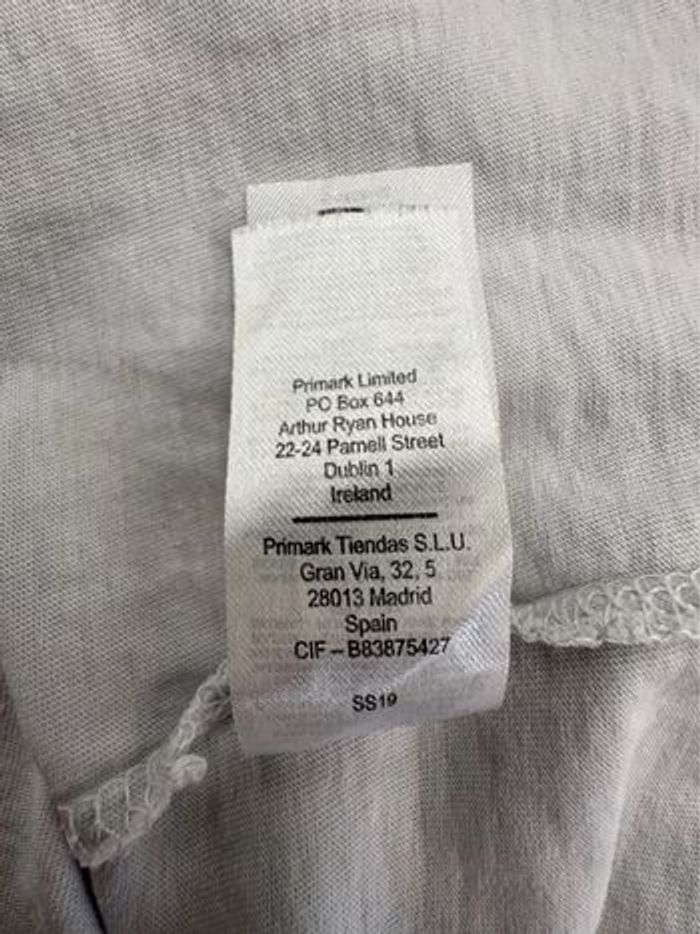 Primark Limited
PO Box 644
Arthur Ryan House
22-24 Parnell Street
Dublin 1
Ireland
Primark Tiendas S.L.U.
Gran Via, 32, 5
28013 Madrid
Spain
CIF – B83875427
SS19